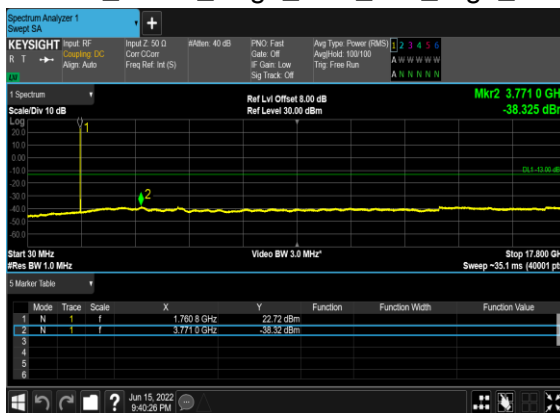 Spectrum Analyzer 1
Swept SA
KEYSIGHT Input: RF Input Z: 50 Ω #Atten: 40 dB PNO: Fast Avg Type: Power (RMS) 1 2 3 4 5 6
R T Coupling: DC Corr CCorr Gate: Off Avg|Hold: 100/100 A W W W W W
Align: Auto Freq Ref: Int (S) IF Gain: Low Trig: Free Run
Sig Track: Off A N N N N N
1 Spectrum Ref Lvl Offset 8.00 dB Mkr2 3.771 0 GH
Scale/Div 10 dB Ref Level 30.00 dBm -38.325 dBr
Log
20.0
10.0
0.00
-10.0
-20.0
-30.0
-40.0
-50.0
-60.0
1
2
DL1 -13.00 dB
Start 30 MHz Video BW 3.0 MHz* Stop 17.800 GH
#Res BW 1.0 MHz Sweep ~35.1 ms (40001 pt
5 Marker Table
Mode Trace Scale X Y Function Function Width Function Value
1 N 1 f 1.760 8 GHz 22.72 dBm
2 N 1 f 3.771 0 GHz -38.32 dBm
3
4
5
6
? Jun 15, 2022
9:40:26 PM